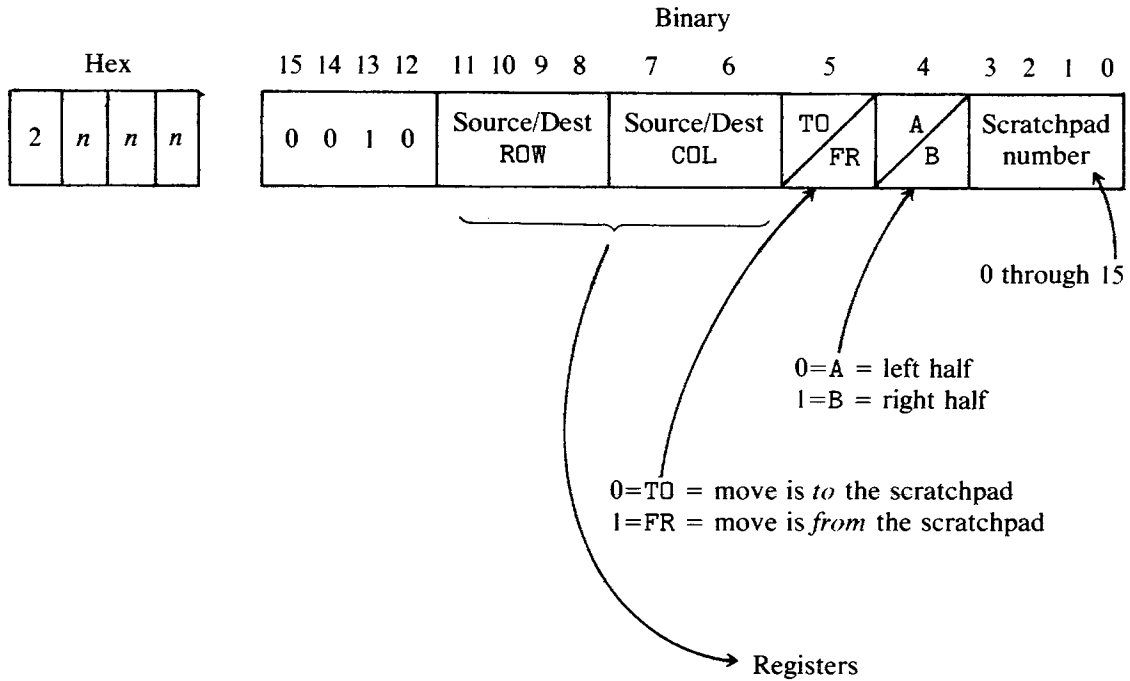 Binary
Hex
15 14 13 12 11 10 9 8 7 6 5 4 3 2 1 0
2 n n n
0 0 1 0
Source/Dest
ROW
Source/Dest
COL
TO
FR
A
B
Scratchpad
number
0 through 15
0=A = left half
1=B = right half
0=TO = move is to the scratchpad
1=FR = move is from the scratchpad
Registers